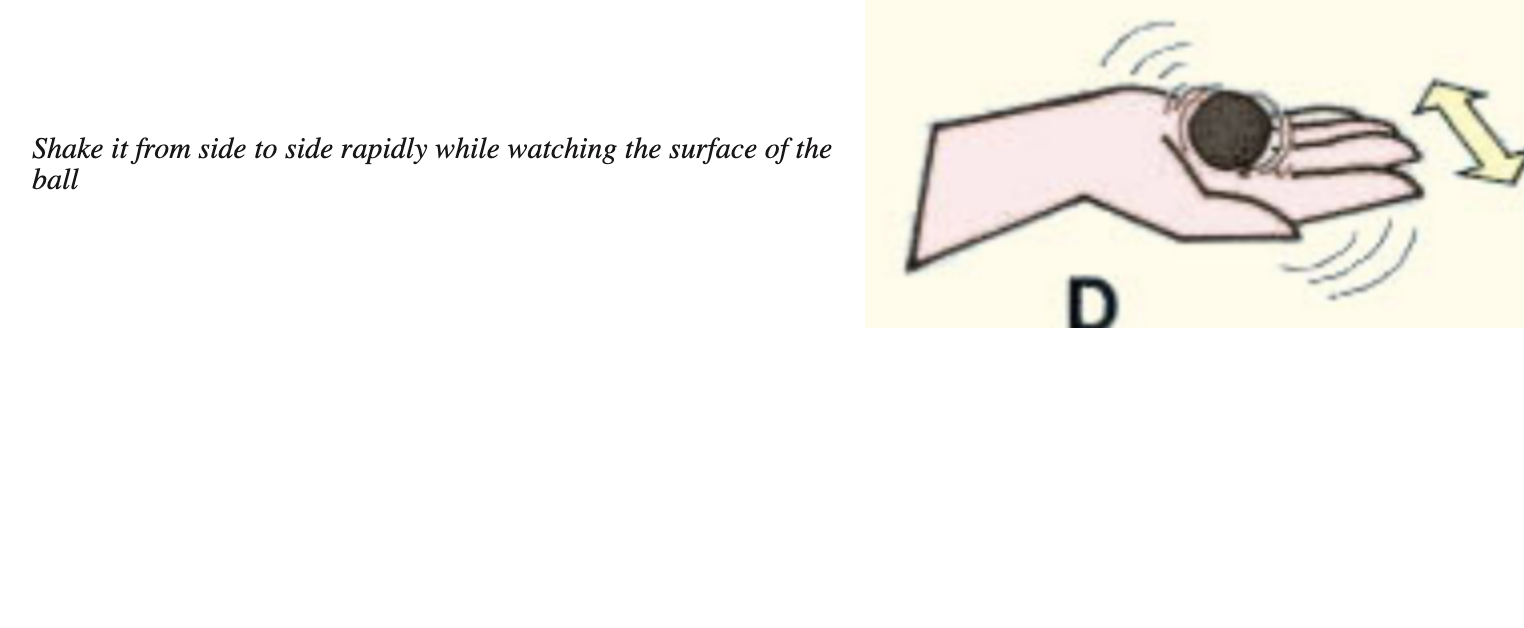 Shake it from side to side rapidly while watching the surface of the
ball
D